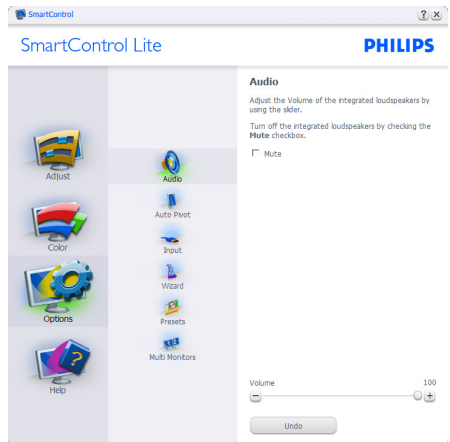 SmartControl
SmartControl Lite
PHILIPS
Adjust
Color
Options
Help
Audio
Auto Pivot
Input
Wizard
Presets
Multi Monitors
Audio
Adjust the Volume of the integrated loudspeakers by
using the slider.
Turn off the integrated loudspeakers by checking the
Mute checkbox.
Mute
Volume 100
Undo